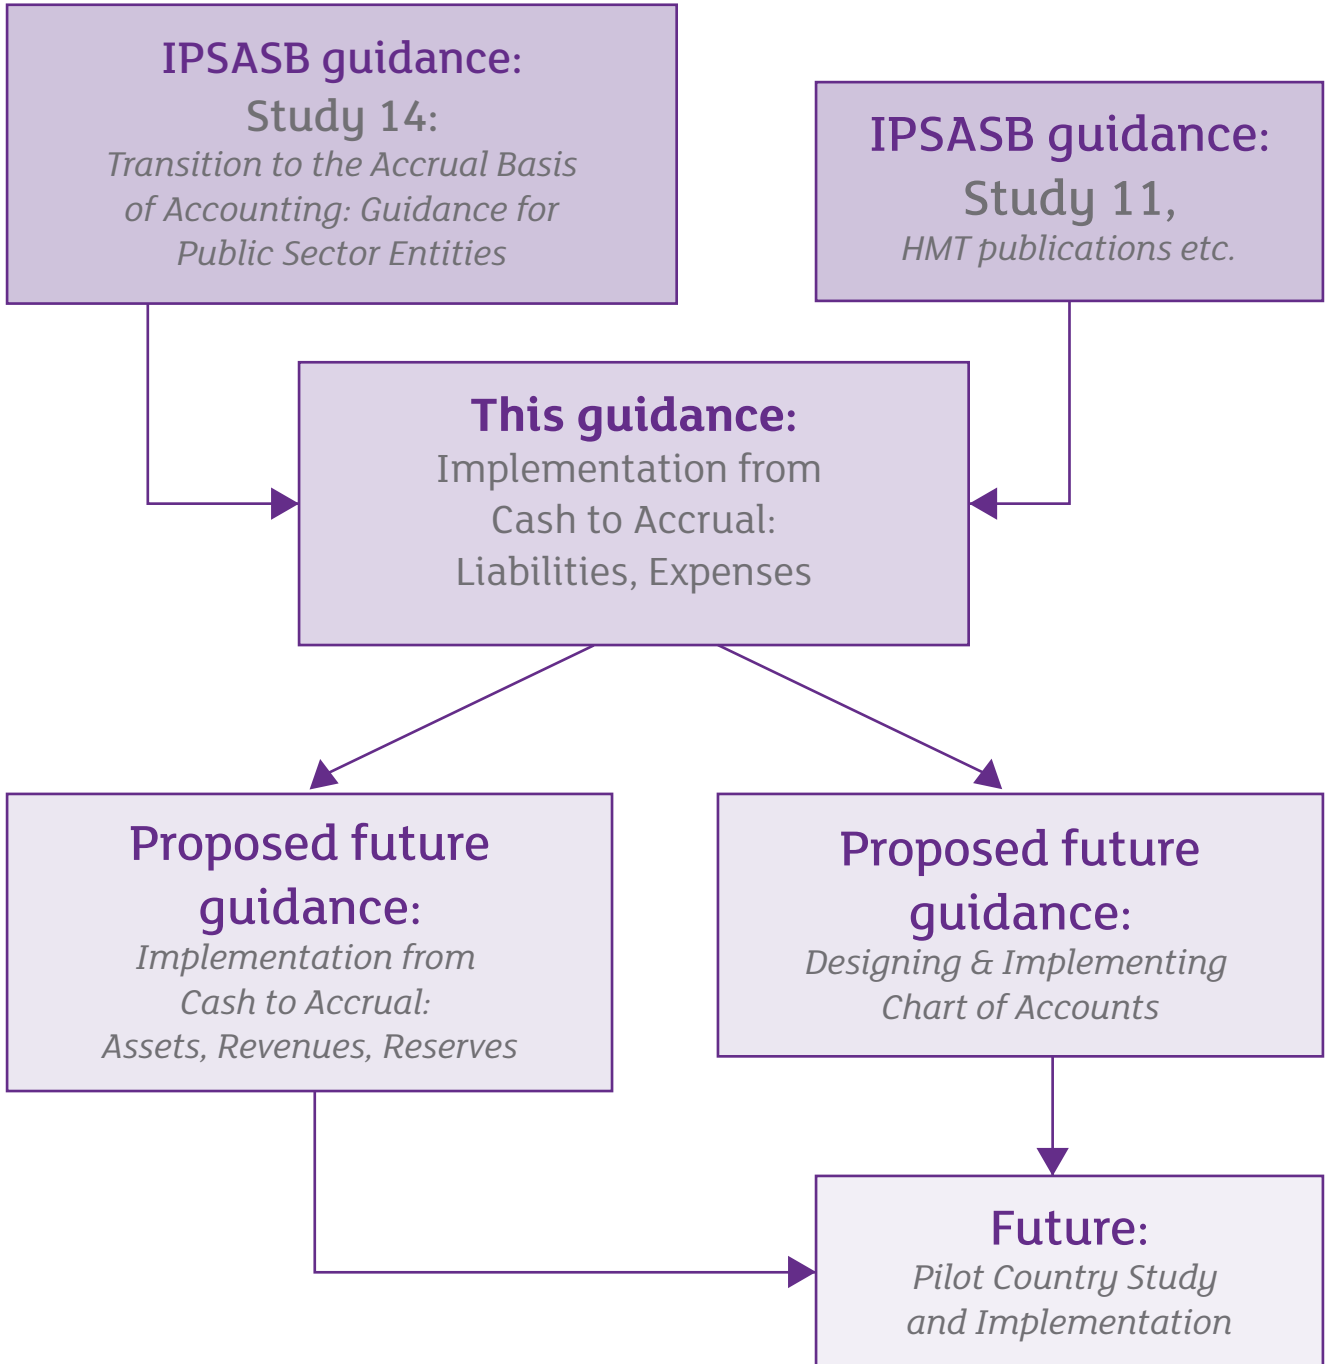 IPSASB guidance:
Study 14:
Transition to the Accrual Basis
of Accounting: Guidance for
Public Sector Entities
IPSASB guidance:
Study 11,
HMT publications etc.
This guidance:
Implementation from
Cash to Accrual:
Liabilities, Expenses
Proposed future
guidance:
Implementation from
Cash to Accrual:
Assets, Revenues, Reserves
Proposed future
guidance:
Designing & Implementing
Chart of Accounts
Future:
Pilot Country Study
and Implementation